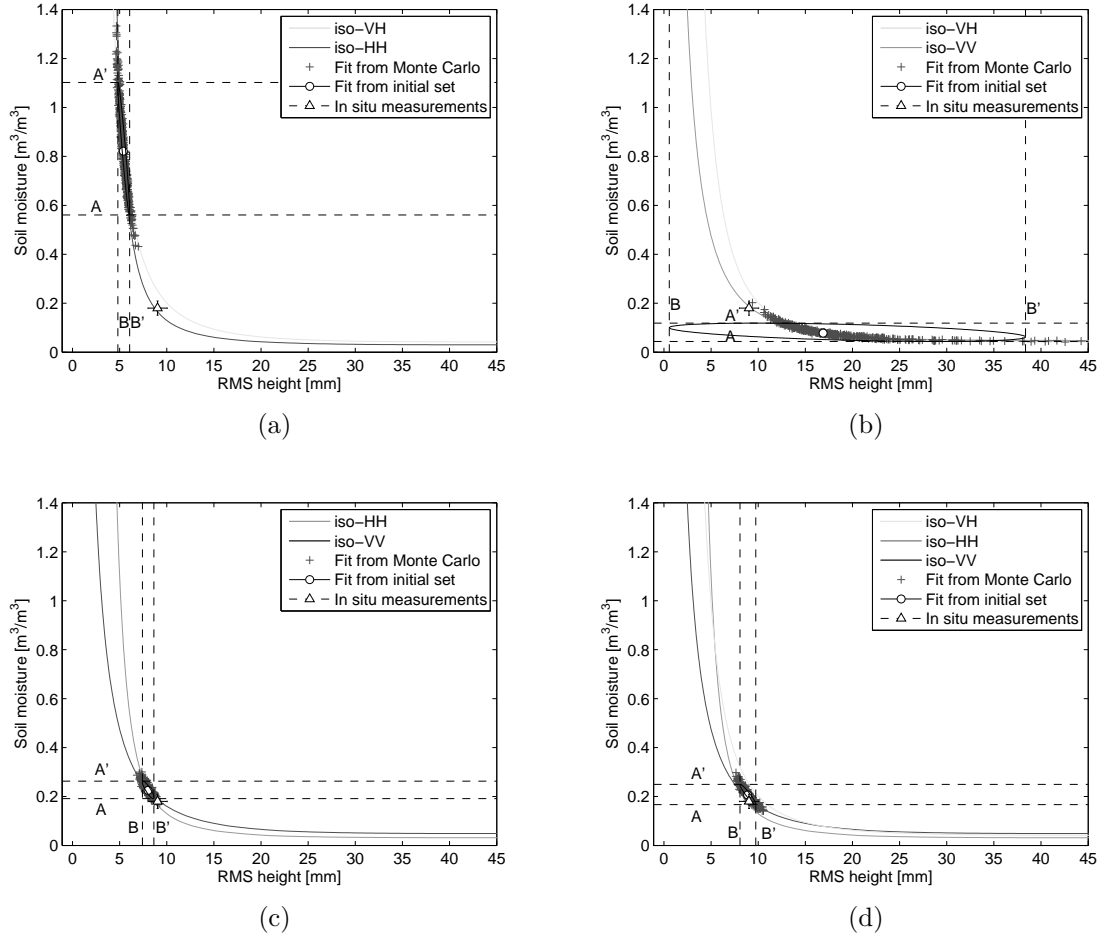 1.4
1.2
1
0.8
0.6
0.4
0.2
0
Soil moisture [m³/m³]
iso−VH
iso−HH
Fit from Monte Carlo
Fit from initial set
In situ measurements
A'
A
B B'
0 5 10 15 20 25 30 35 40 45
RMS height [mm]
(a)
1.4
1.2
1
0.8
0.6
0.4
0.2
0
Soil moisture [m³/m³]
iso−VH
iso−VV
Fit from Monte Carlo
Fit from initial set
In situ measurements
B
B'
A'
A
0 5 10 15 20 25 30 35 40 45
RMS height [mm]
(b)
1.4
1.2
1
0.8
0.6
0.4
0.2
0
Soil moisture [m³/m³]
iso−HH
iso−VV
Fit from Monte Carlo
Fit from initial set
In situ measurements
A'
A
B B'
0 5 10 15 20 25 30 35 40 45
RMS height [mm]
(c)
1.4
1.2
1
0.8
0.6
0.4
0.2
0
Soil moisture [m³/m³]
iso−VH
iso−HH
iso−VV
Fit from Monte Carlo
Fit from initial set
In situ measurements
A'
A
B B'
0 5 10 15 20 25 30 35 40 45
RMS height [mm]
(d)